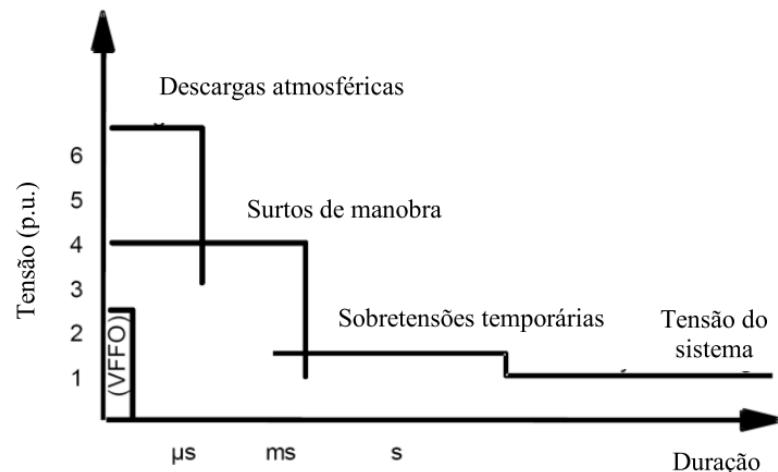 Descargas atmosféricas
Tensão (p.u.)
6
5
Surtos de manobra
4
3
Sobretensões temporárias
Tensão do
sistema
2
1
(VFFO)
µs
ms
s
Duração